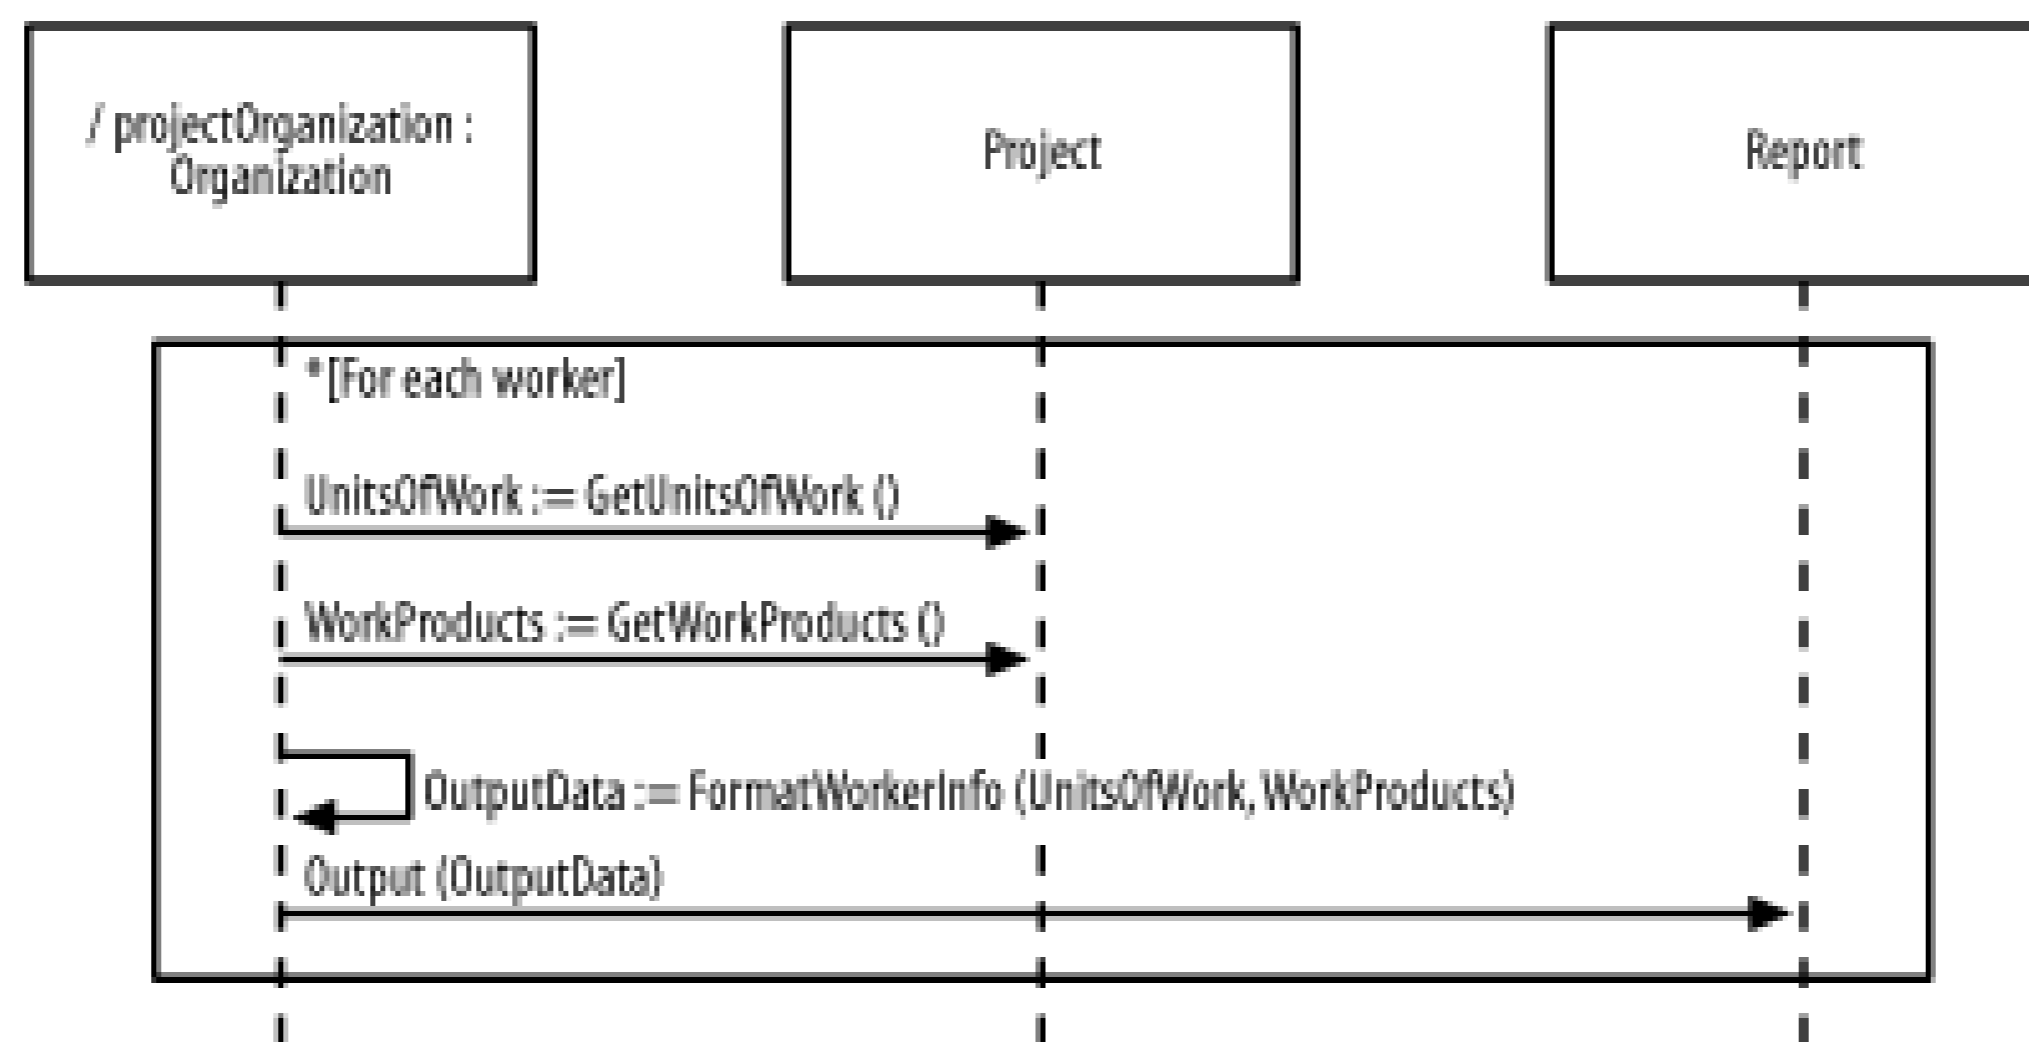 / projectOrganization :
Organization
Project
Report
*[For each worker]
UnitsOfWork := GetUnitsOfWork ()
WorkProducts := GetWorkProducts ()
OutputData := FormatWorkerInfo (UnitsOfWork, WorkProducts)
Output (OutputData)